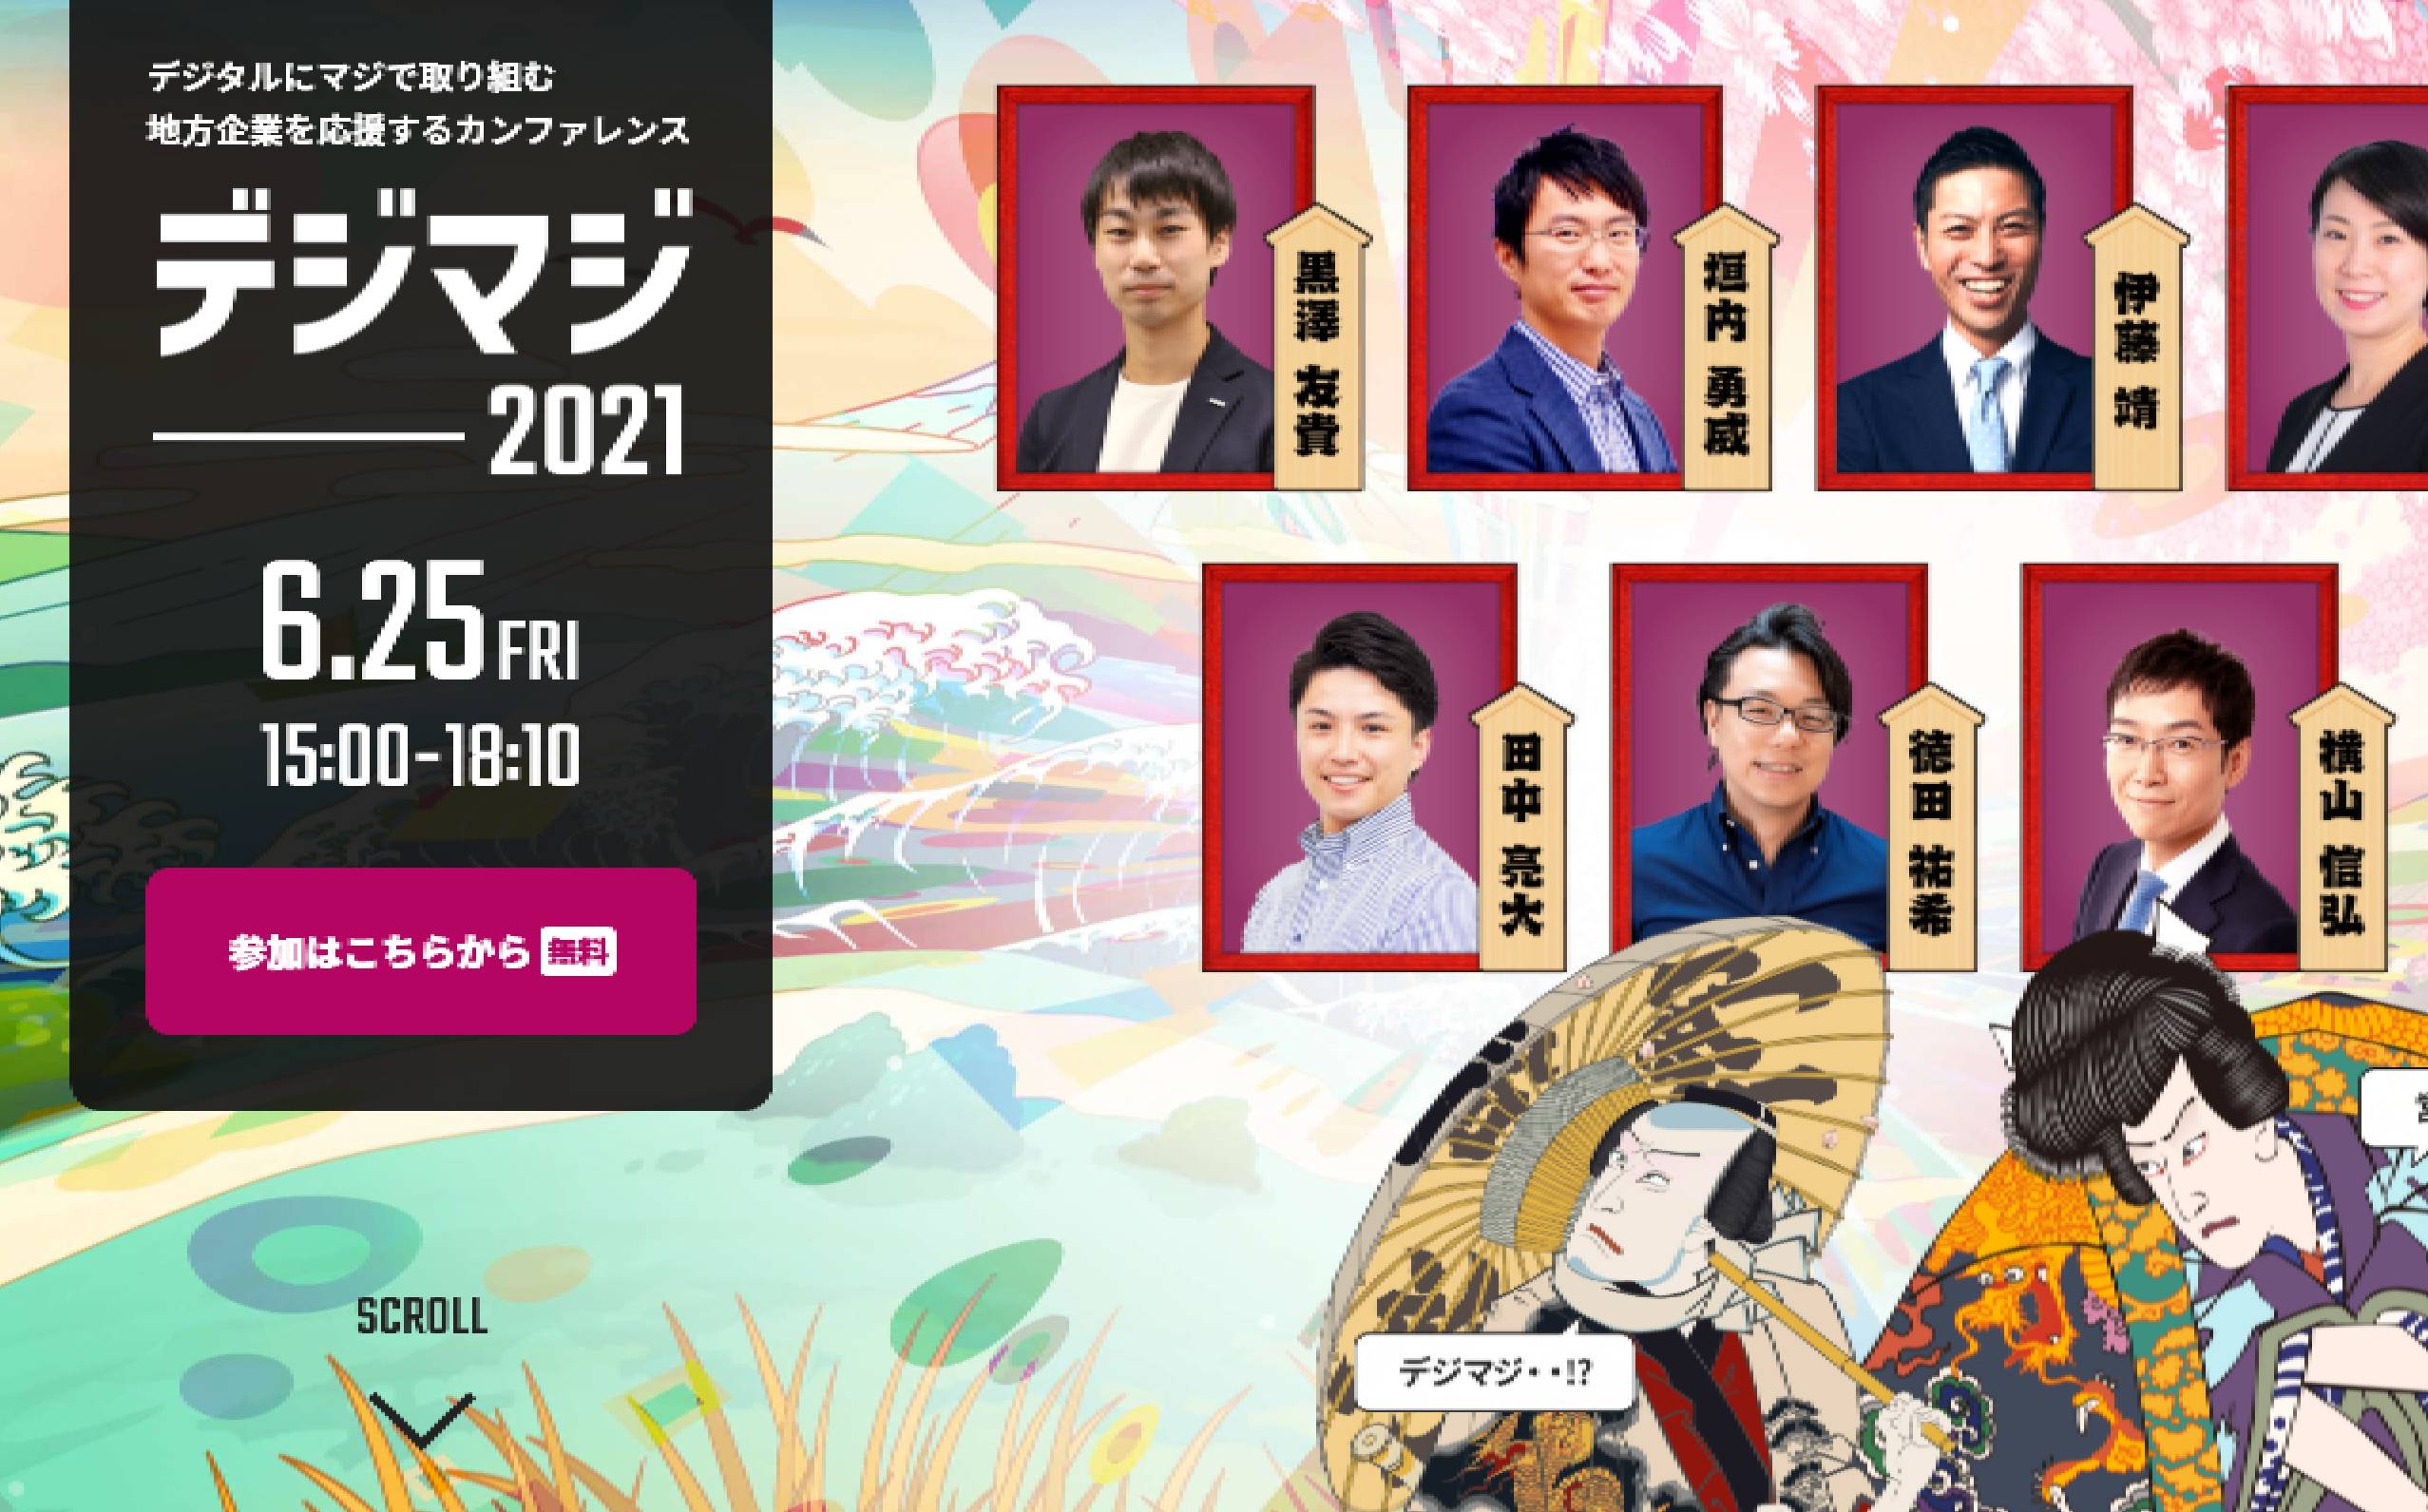 デジタルにマジで取り組む
地方企業を応援するカンファレンス
デジマジ
2021
6.25 FRI
15:00-18:10
参加はこちらから 無料
SCROLL
黒澤 友貴
垣内 勇威
伊藤 靖
田中 亮大
徳田 祐希
横山 信弘
デジマジ・・!?